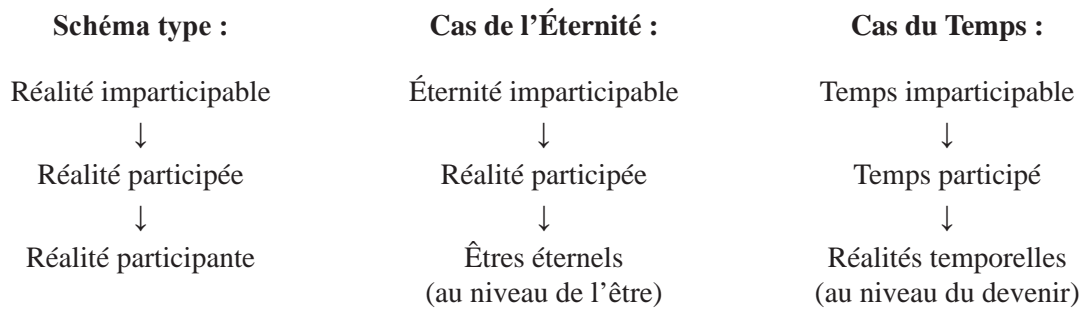 Schéma type :
Cas de l’Éternité :
Cas du Temps :
Réalité imparticipable
Éternité imparticipable
Temps imparticipable
↓
↓
↓
Réalité participée
Réalité participée
Temps participé
↓
↓
↓
Réalité participante
Êtres éternels
Réalités temporelles
(au niveau de l’être)
(au niveau du devenir)